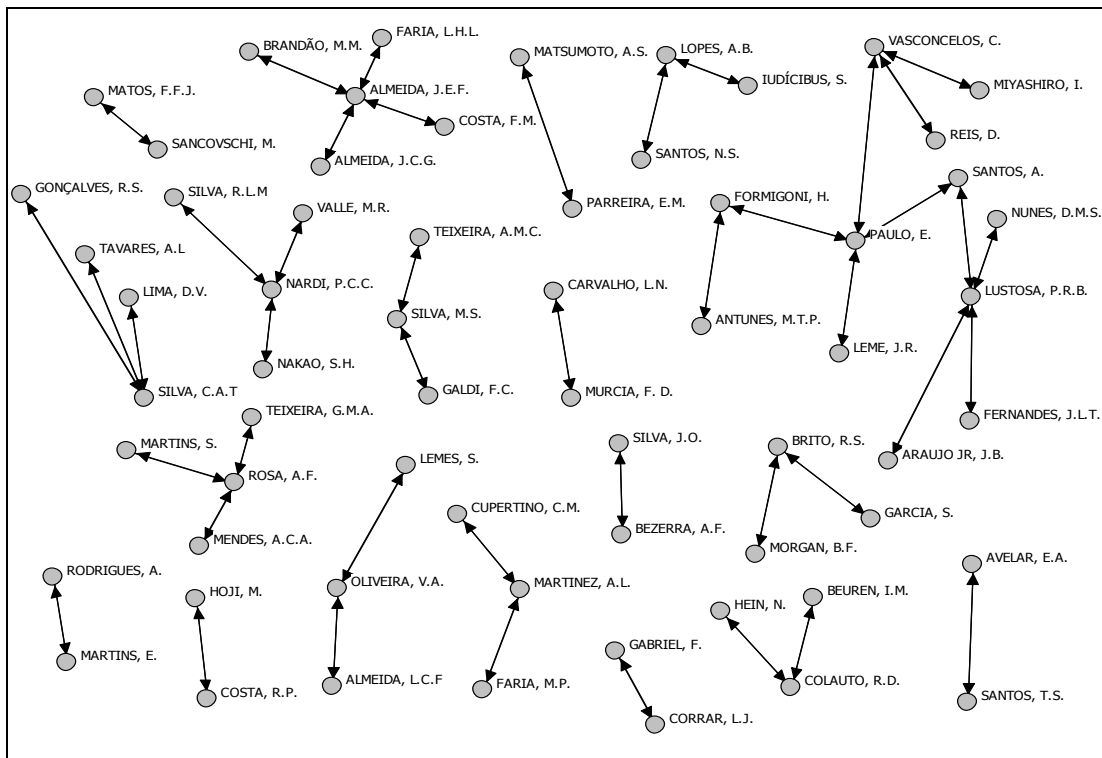 FARIA, L.H.L.
BRANDÃO, M.M.
MATSUMOTO, A.S.
LOPES, A.B.
VASCONCELOS, C.
IUDÍCIBUS, S.
MIYASHIRO, I.
MATOS, F.F.J.
ALMEIDA, J.E.F.
COSTA, F.M.
SANCOVSCHI, M.
REIS, D.
ALMEIDA, J.C.G.
SANTOS, N.S.
SANTOS, A.
GONÇALVES, R.S.
SILVA, R.L.M
FORMIGONI, H.
VALLE, M.R.
PARREIRA, E.M.
NUNES, D.M.S.
TEIXEIRA, A.M.C.
PAULO, E.
TAVARES, A.L
LIMA, D.V.
NARDI, P.C.C.
CARVALHO, L.N.
LUSTOSA, P.R.B.
SILVA, M.S.
ANTUNES, M.T.P.
LEME, J.R.
NAKAO, S.H.
SILVA, C.A.T
GALDI, F.C.
MURCIA, F. D.
TEIXEIRA, G.M.A.
FERNANDES, J.L.T.
MARTINS, S.
SILVA, J.O.
BRITO, R.S.
LEMES, S.
ARAUJO JR, J.B.
ROSA, A.F.
CUPERTINO, C.M.
GARCIA, S.
BEZERRA, A.F.
MENDES, A.C.A.
MORGAN, B.F.
AVELAR, E.A.
RODRIGUES, A.
OLIVEIRA, V.A.
MARTINEZ, A.L.
HOJI, M.
BEUREN, I.M.
HEIN, N.
GABRIEL, F.
MARTINS, E.
ALMEIDA, L.C.F
FARIA, M.P.
COLAUTO, R.D.
COSTA, R.P.
SANTOS, T.S.
CORRAR, L.J.